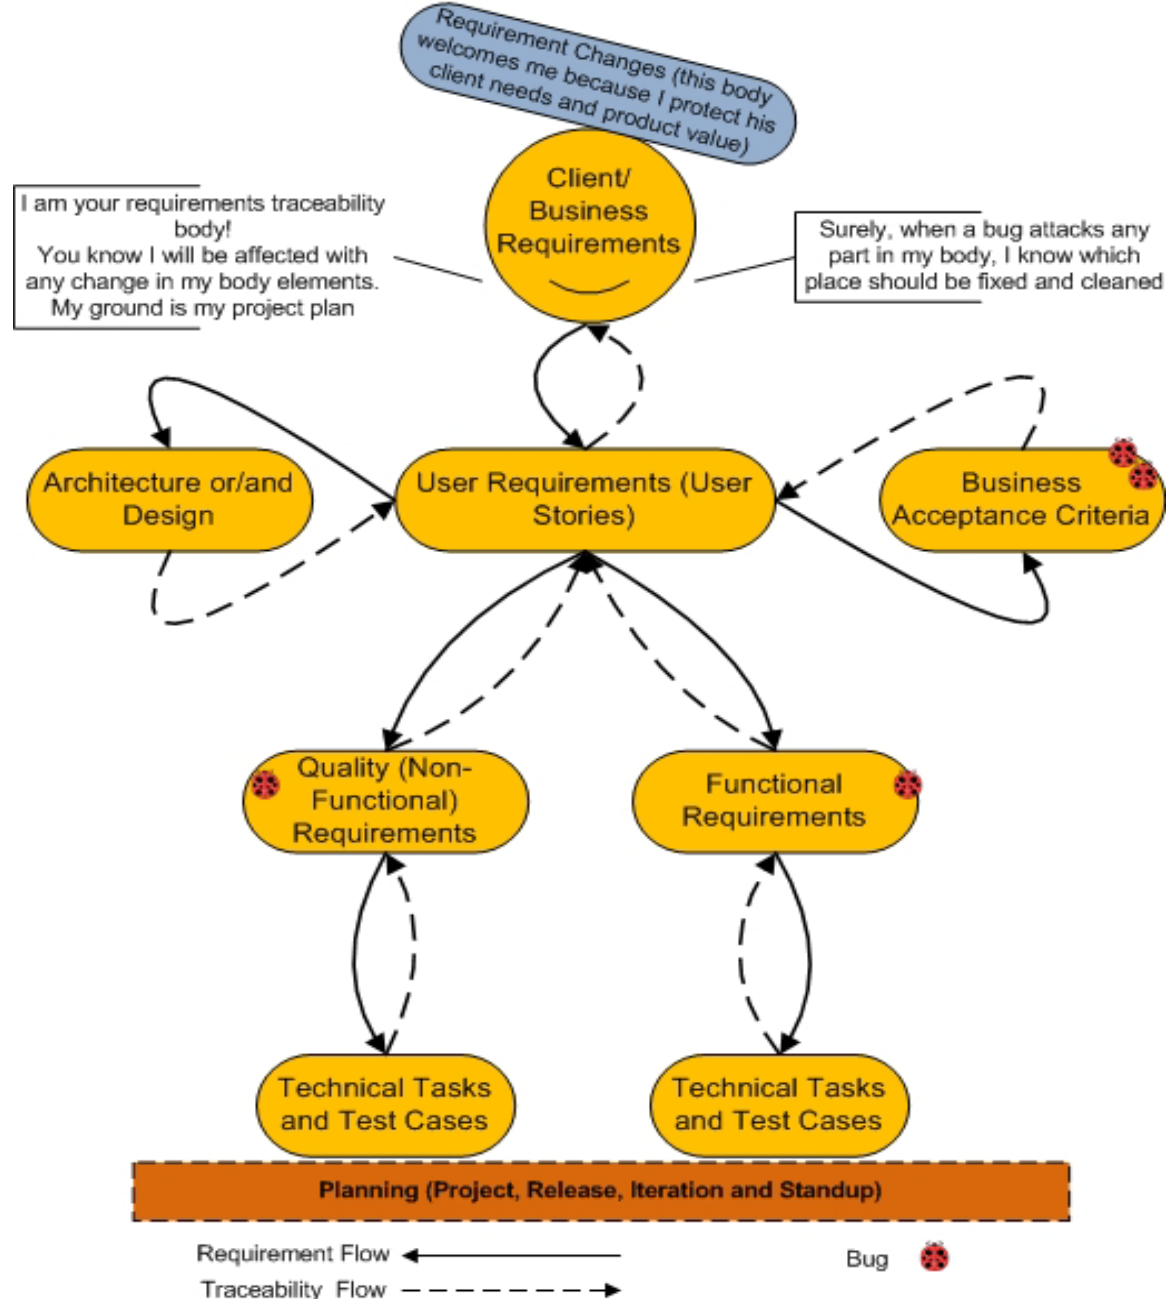 Requirement Changes (this body
welcomes me because I protect his
client needs and product value)
Client/
Business
Requirements
I am your requirements traceability
body!
You know I will be affected with
any change in my body elements.
My ground is my project plan
Surely, when a bug attacks any
part in my body, I know which
place should be fixed and cleaned
Architecture or/and
Design
User Requirements (User
Stories)
Business
Acceptance Criteria
Quality (Non-
Functional)
Requirements
Functional
Requirements
Technical Tasks
and Test Cases
Technical Tasks
and Test Cases
Planning (Project, Release, Iteration and Standup)
Requirement Flow
Bug
Traceability Flow